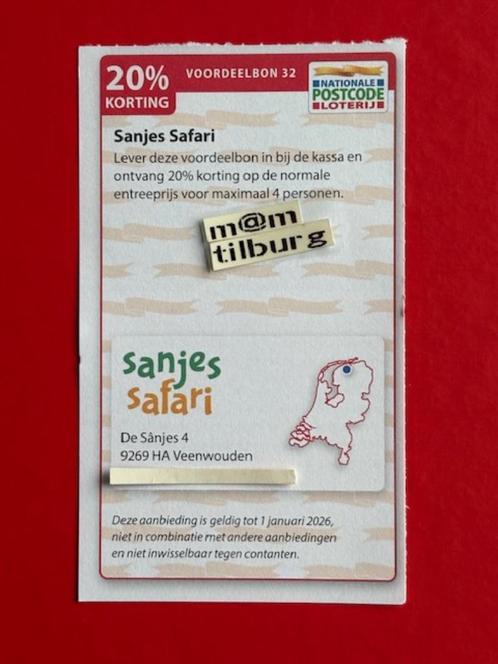 20%
KORTING
VOORDEELBON 32
NATIONALE
POSTCODE
LOTERIJ
Sanjes Safari
Lever deze voordeelbon in bij de kassa en
ontvang 20% korting op de normale
entreeprijs voor maximaal 4 personen.
m@m
tilburg
sanjes
safari
De Sânjes 4
9269 HA Veenwouden
Deze aanbieding is geldig tot 1 januari 2026,
niet in combinatie met andere aanbiedingen
en niet inwisselbaar tegen contanten.